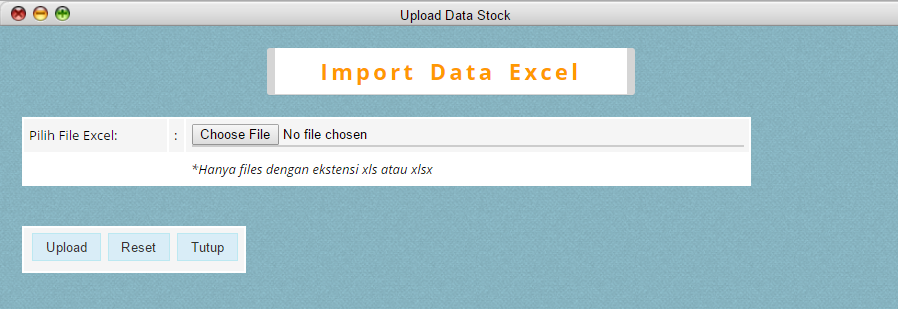 Upload Data Stock
Import Data Excel
Pilih File Excel: : Choose File No file chosen
*Hanya files dengan ekstensi xls atau xlsx
Upload Reset Tutup